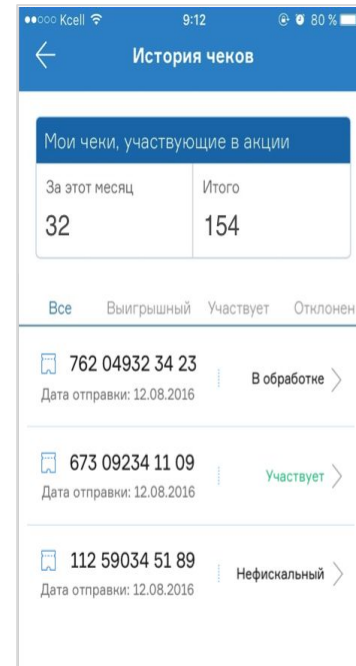 Kcell 9:12 80 %
История чеков
Мои чеки, участвующие в акции
За этот месяц Итого
32 154
Все Выигрышный Участвует Отклонен
762 04932 34 23
В обработке
Дата отправки: 12.08.2016
673 09234 11 09
Участвует
Дата отправки: 12.08.2016
112 59034 51 89
Нефискальный
Дата отправки: 12.08.2016